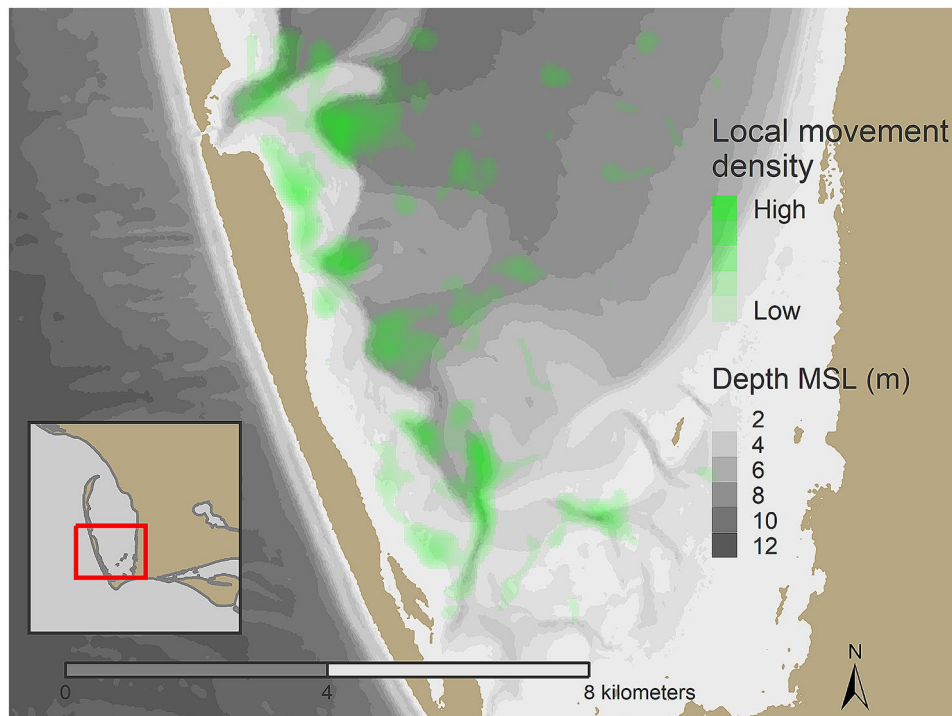 Local movement
density
High
Low
Depth MSL (m)
2
4
6
8
10
12
N
0
4
8 kilometers